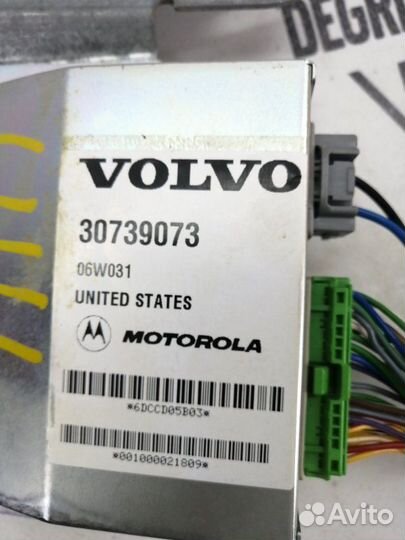 DEGR
VOLVO
30739073
06W031
UNITED STATES
MOTOROLA
*6DCCD05B03*
*001000021809*
Avito